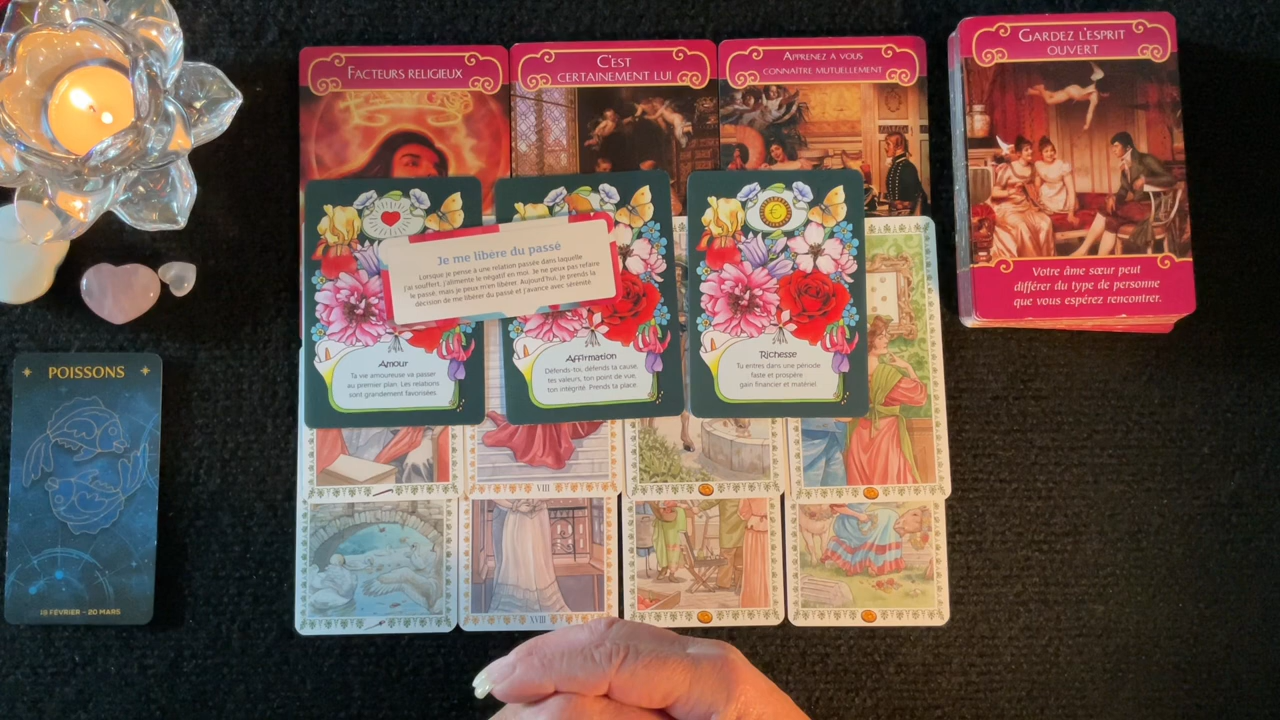 FACTEURS RELIGIEUX
C'EST
CERTAINEMENT LUI
APPRENEZ A VOUS
CONNAÎTRE MUTUELLEMENT
GARDEZ L'ESPRIT
OUVERT
Votre âme sœur peut
différer du type de personne
que vous espérez rencontrer.
Je me libère du passé
Lorsque je pense à une relation passée dans laquelle
j'ai souffert, j'alimente le négatif en moi. Je ne peux pas refaire
le passé, mais je peux m'en libérer. Aujourd'hui, je prends la
décision de me libérer du passé et j'avance avec sérénité.
Amour
Ta vie amoureuse va passer
au premier plan. Les relations
sont grandement favorisées.
Affirmation
Défends-toi, défends ta cause,
tes valeurs, ton point de vue,
ton intégrité. Prends ta place.
Richesse
Tu entres dans une période
faste et prospère
gain financier et matériel.
POISSONS
19 FÉVRIER - 20 MARS
VIII
XVIII